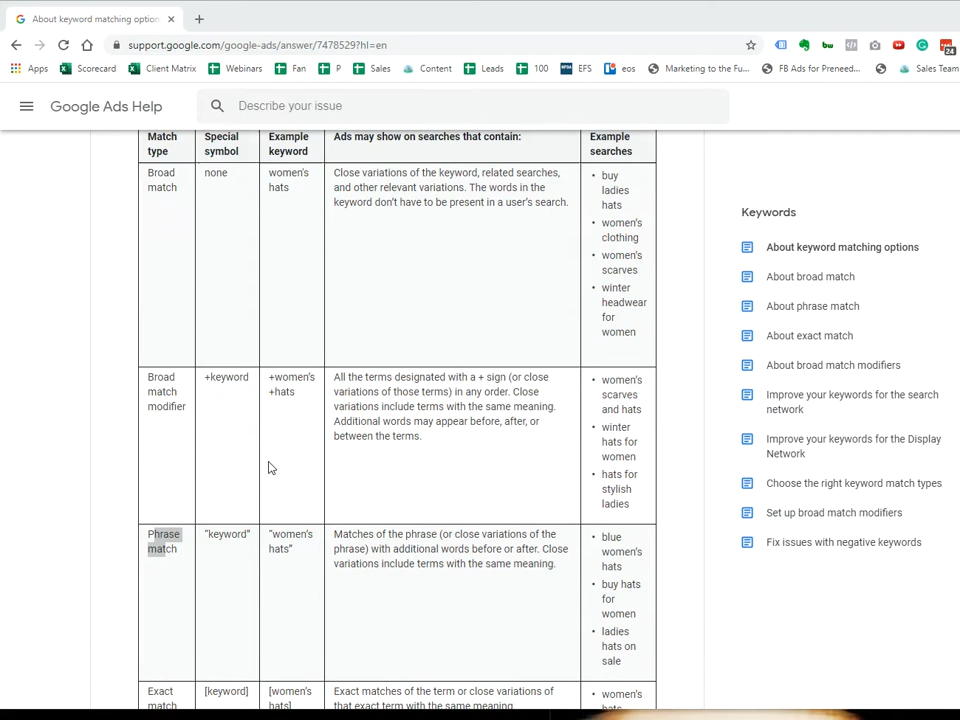 About keyword matching option
support.google.com/google-ads/answer/7478529?hl=en
24
Apps
Scorecard
Client Matrix
Webinars
Fan
P
Sales
Content
Leads
100
EFS
eos
Marketing to the Fu...
FB Ads for Preneed...
Sales Team
Google Ads Help
Describe your issue
Match type
Special symbol
Example keyword
Ads may show on searches that contain:
Example searches
Broad match
none
women's hats
Close variations of the keyword, related searches,
and other relevant variations. The words in the
keyword don't have to be present in a user's search.
• buy
ladies
hats
• women's
clothing
• women's
scarves
• winter
headwear
for
women
Broad
match
modifier
+keyword
+women's
+hats
All the terms designated with a + sign (or close
variations of those terms) in any order. Close
variations include terms with the same meaning.
Additional words may appear before, after, or
between the terms.
• women's
scarves
and hats
• winter
hats for
women
• hats for
stylish
ladies
Phrase
match
"keyword"
"women's
hats"
Matches of the phrase (or close variations of the
phrase) with additional words before or after. Close
variations include terms with the same meaning.
• blue
women's
hats
• buy hats
for
women
• ladies
hats on
sale
Exact
match
[keyword]
[women's
hats]
Exact matches of the term or close variations of
that exact term with the same meaning.
• women's
hats
Keywords
About keyword matching options
About broad match
About phrase match
About exact match
About broad match modifiers
Improve your keywords for the search
network
Improve your keywords for the Display
Network
Choose the right keyword match types
Set up broad match modifiers
Fix issues with negative keywords